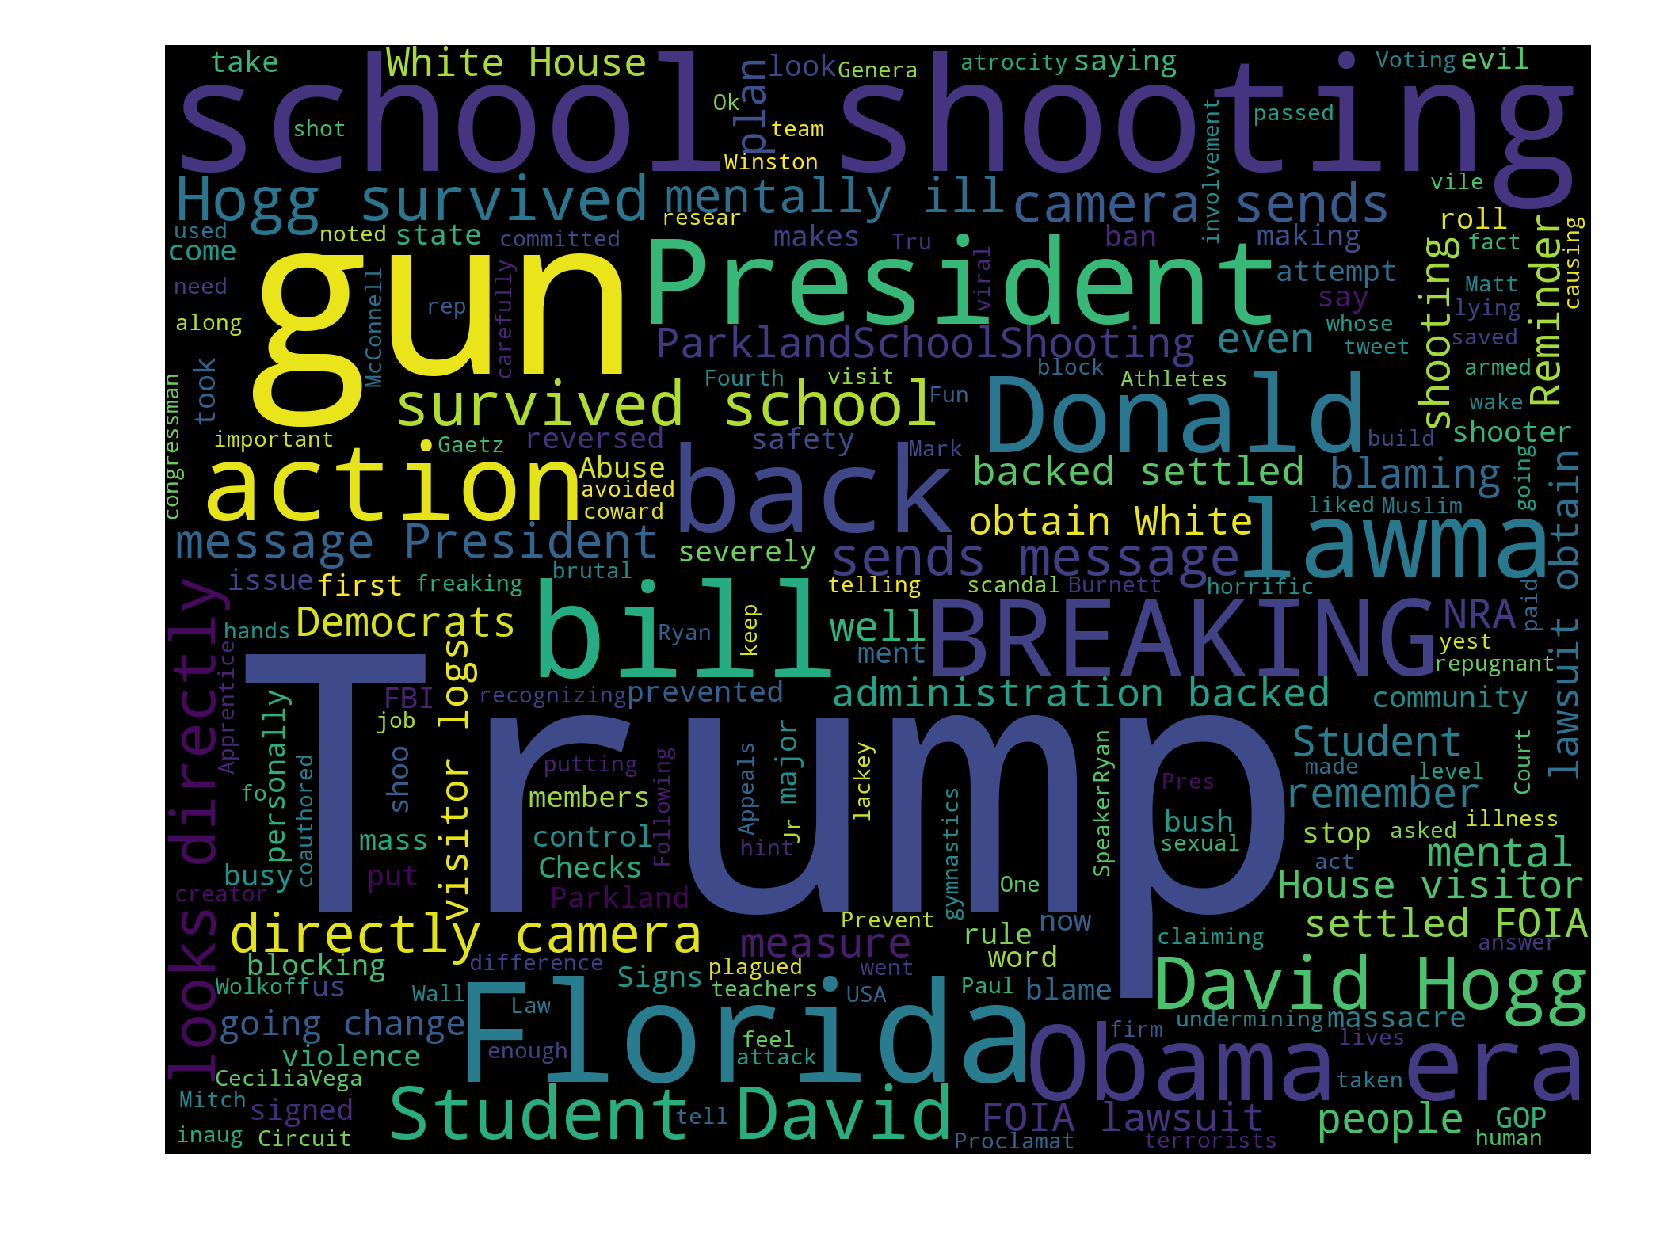 take
White House
look
Genera
atrocity
saying
Voting
evil
school shooting
plan
Ok
shot
team
passed
involvement
Winston
Hogg survived
mentally ill
camera sends
vile
resear
roll
used
noted
state
committed
makes
Tru
ban
making
fact
come
gun
President
viral
attempt
shooting
Reminder
causing
need
McConnell
rep
carefully
say
Matt
lying
along
ParklandSchoolShooting
even
whose
tweet
saved
took
block
armed
congressman
survived school
Fourth
visit
Fun
Athletes
Donald
wake
important
Gaetz
reversed
safety
Mark
build
shooter
action
Abuse
back
backed settled
blaming
going
lawsuit obtain
avoided
coward
obtain White
liked
Muslim
lawma
message President
severely
sends message
looks directly
issue
first
freaking
brutal
bill
telling
scandal
Burnett
horrific
paid
hands
Democrats
Ryan
keep
well
BREAKING
NRA
yest
Apprentice
visitor logs
ment
repugnant
Trump
FBI
recognizing
prevented
administration backed
community
job
personally
Student
shoo
putting
Following
Appeals
major
lackey
SpeakerRyan
Pres
made
level
Court
fo
coauthored
members
gymnastics
remember
mass
control
Jr
bush
stop
asked
illness
hint
sexual
act
mental
busy
put
Checks
One
House visitor
creator
Parkland
directly camera
Prevent
now
settled FOIA
measure
rule
claiming
answer
blocking
difference
Signs
plagued
went
word
David Hogg
Wolkoff
us
Wall
Law
teachers
USA
Paul
blame
going change
Florida
firm
undermining
massacre
violence
enough
feel
attack
Obama era
lives
CeciliaVega
taken
Mitch
signed
Student
tell
David
FOIA lawsuit
people
GOP
inaug
Circuit
Proclamat
terrorists
human